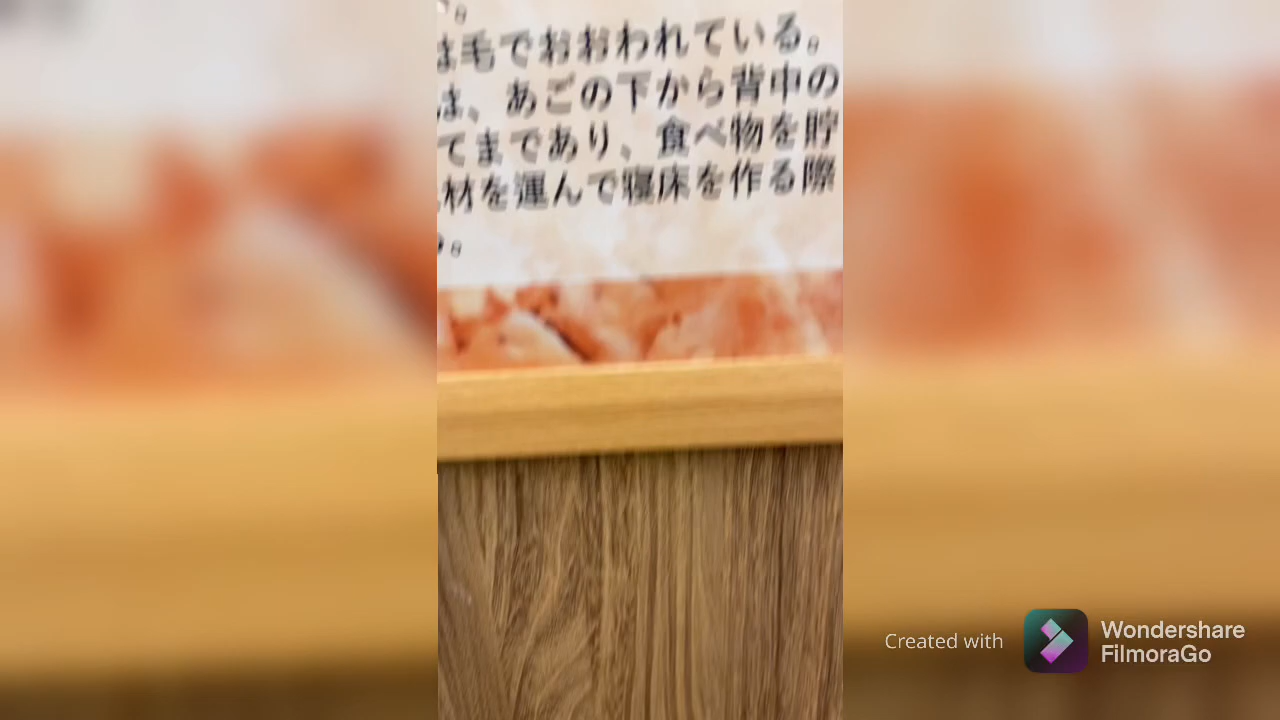 は毛でおおわれている。
は、あごの下から背中の
てまであり、食べ物を貯
材を運んで寝床を作る際
。
Created with
Wondershare
FilmoraGo